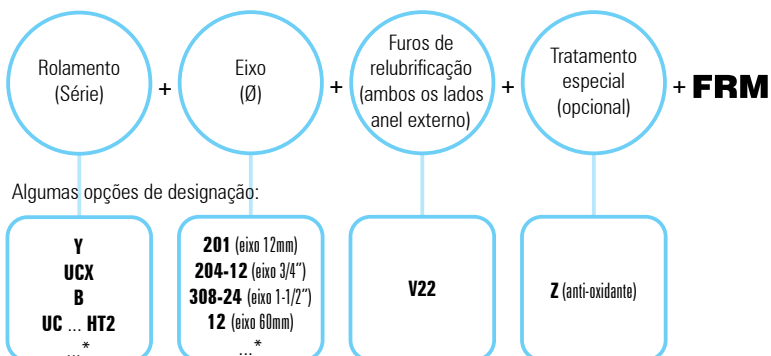 Rolamento
(Série)
+
Eixo
(Ø)
+
Furos de
relubrificação
(ambos os lados
anel externo)
+
Tratamento
especial
(opcional)
+ FRM
Algumas opções de designação:
Y
UCX
B
UC ... HT2
...*
201 (eixo 12mm)
204-12 (eixo 3/4")
308-24 (eixo 1-1/2")
12 (eixo 60mm)
...*
V22
Z (anti-oxidante)